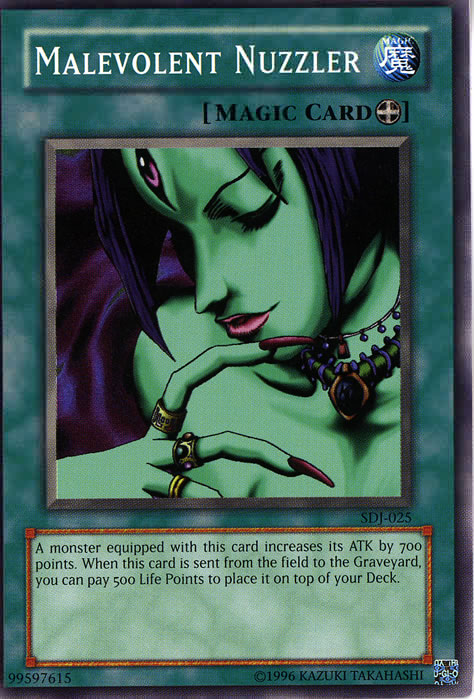 MALEVOLENT NUZZLER
MAGIC
魔
[MAGIC CARD]
SDJ-025
A monster equipped with this card increases its ATK by 700
points. When this card is sent from the field to the Graveyard,
you can pay 500 Life Points to place it on top of your Deck.
99597615
©1996 KAZUKI TAKAHASHI